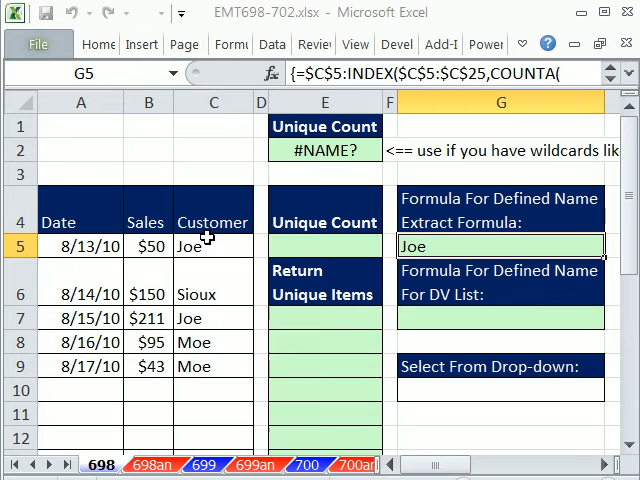 EMT698-702.xlsx - Microsoft Excel
File Home Insert Page Formu Data Reviev View Devel Add-I Power
G5 fx {=$C$5:INDEX($C$5:$C$25,COUNTA(
A B C D E F G
1 Unique Count
2 #NAME? <== use if you have wildcards lik
3
4 Date Sales Customer Unique Count Formula For Defined Name
Extract Formula:
5 8/13/10 $50 Joe Joe
Return Formula For Defined Name
6 8/14/10 $150 Sioux Unique Items For DV List:
7 8/15/10 $211 Joe
8 8/16/10 $95 Moe
9 8/17/10 $43 Moe Select From Drop-down:
10
11
12
698 698an 699 699an 700 700an